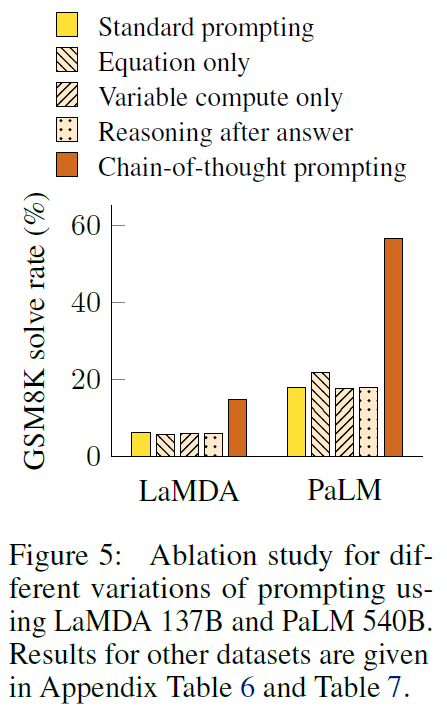 Standard prompting
Equation only
Variable compute only
Reasoning after answer
Chain-of-thought prompting
GSM8K solve rate (%)
60
40
20
0
LaMDA
PaLM
Figure 5: Ablation study for dif-
ferent variations of prompting us-
ing LaMDA 137B and PaLM 540B.
Results for other datasets are given
in Appendix Table 6 and Table 7.